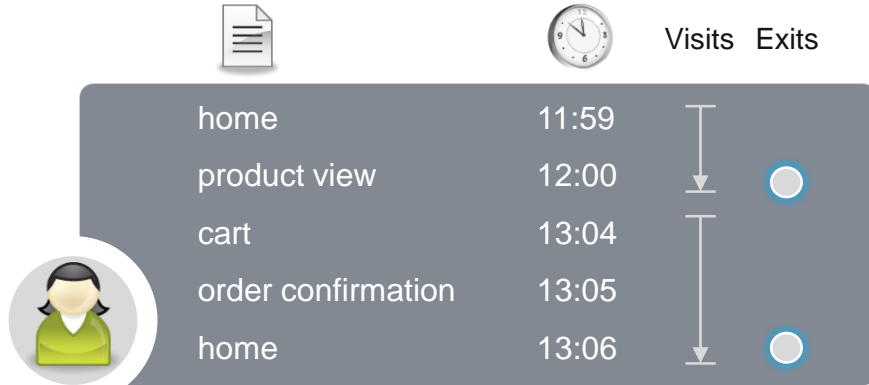 Visits Exits
home 11:59
product view 12:00
cart 13:04
order confirmation 13:05
home 13:06